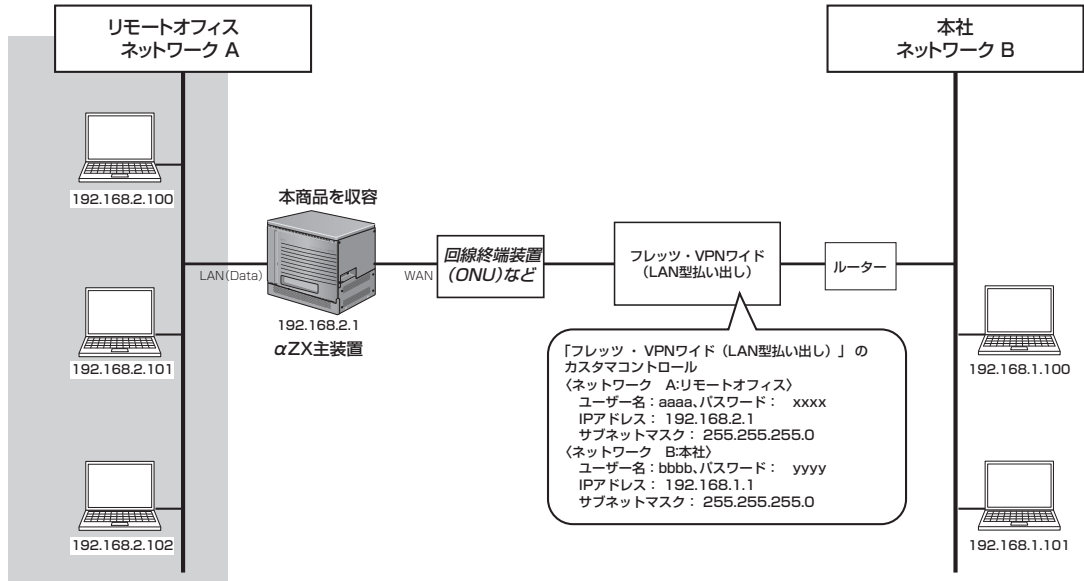 リモートオフィス
ネットワーク A
本社
ネットワーク B
192.168.2.100
本商品を収容
LAN(Data)
WAN
回線終端装置
(ONU)など
フレッツ・VPNワイド
(LAN型払い出し)
ルーター
192.168.2.1
αZX主装置
192.168.2.101
192.168.1.100
「フレッツ ・ VPNワイド(LAN型払い出し)」の
カスタマコントロール
〈ネットワーク A:リモートオフィス〉
ユーザー名:aaaa、パスワード: xxxx
IPアドレス: 192.168.2.1
サブネットマスク: 255.255.255.0
〈ネットワーク B:本社〉
ユーザー名:bbbb、パスワード: yyyy
IPアドレス: 192.168.1.1
サブネットマスク: 255.255.255.0
192.168.2.102
192.168.1.101